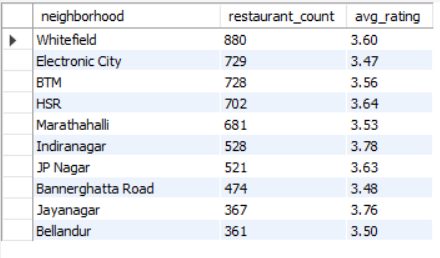 neighborhood restaurant_count avg_rating
Whitefield 880 3.60
Electronic City 729 3.47
BTM 728 3.56
HSR 702 3.64
Marathahalli 681 3.53
Indiranagar 528 3.78
JP Nagar 521 3.63
Bannerghatta Road 474 3.48
Jayanagar 367 3.76
Bellandur 361 3.50